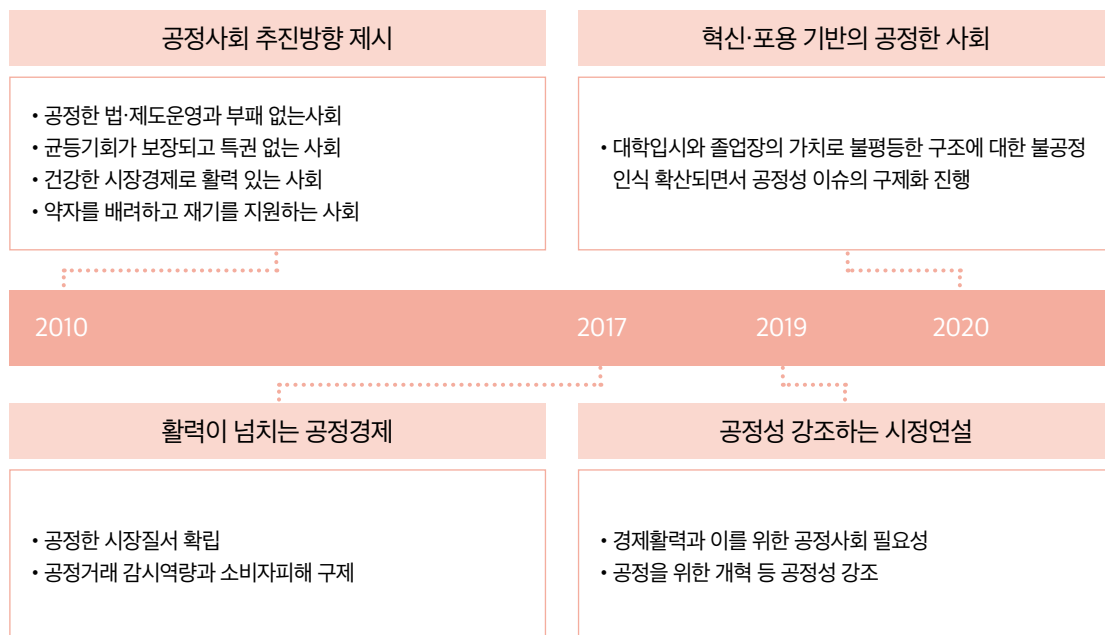 공정사회 추진방향 제시
• 공정한 법·제도운영과 부패 없는사회
• 균등기회가 보장되고 특권 없는 사회
• 건강한 시장경제로 활력 있는 사회
• 약자를 배려하고 재기를 지원하는 사회
혁신·포용 기반의 공정한 사회
• 대학입시와 졸업장의 가치로 불평등한 구조에 대한 불공정
인식 확산되면서 공정성 이슈의 구제화 진행
2010 2017 2019 2020
활력이 넘치는 공정경제
• 공정한 시장질서 확립
• 공정거래 감시역량과 소비자피해 구제
공정성 강조하는 시정연설
• 경제활력과 이를 위한 공정사회 필요성
• 공정을 위한 개혁 등 공정성 강조